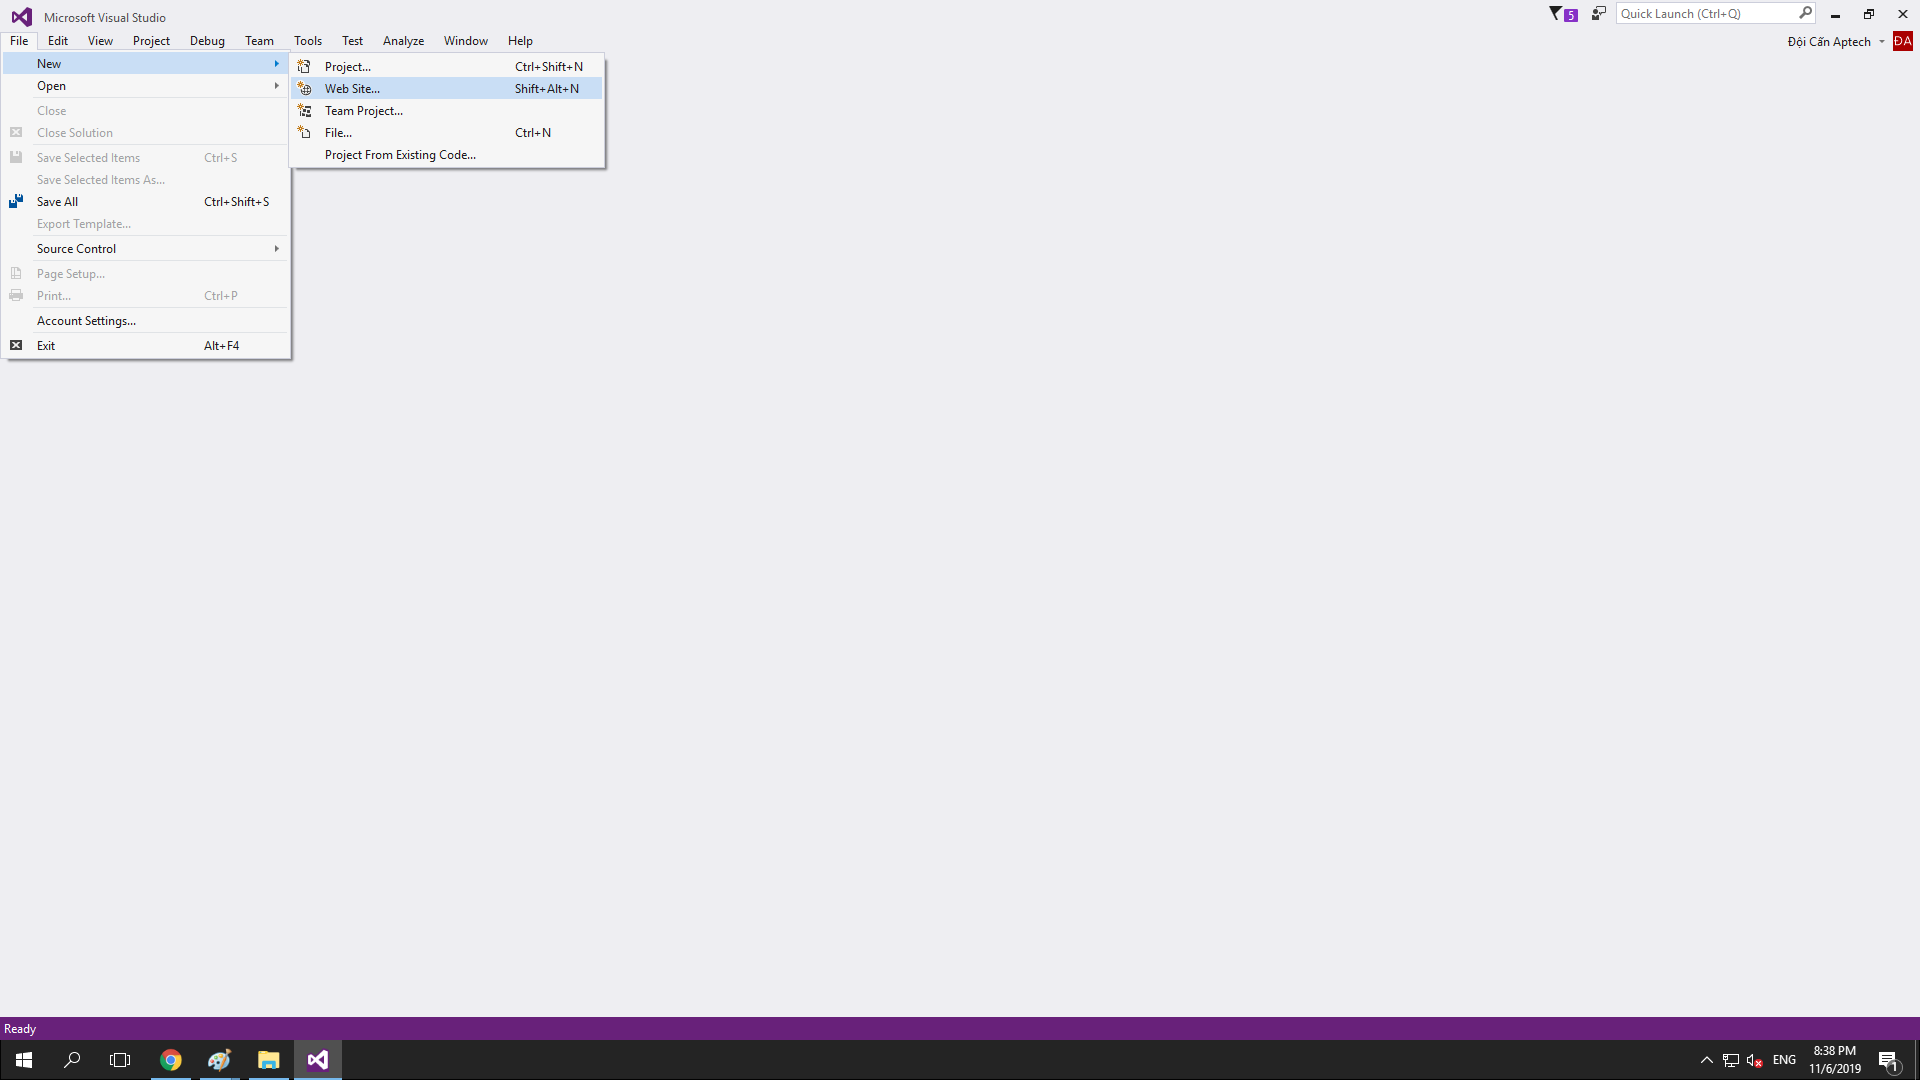 Microsoft Visual Studio
5
Quick Launch (Ctrl+Q)
File Edit View Project Debug Team Tools Test Analyze Window Help
Đội Cấn Aptech ĐA
New
Open
Close
Close Solution
Save Selected Items Ctrl+S
Save Selected Items As...
Save All Ctrl+Shift+S
Export Template...
Source Control
Page Setup...
Print... Ctrl+P
Account Settings...
Exit Alt+F4
Project... Ctrl+Shift+N
Web Site... Shift+Alt+N
Team Project...
File... Ctrl+N
Project From Existing Code...
Ready
ENG
8:38 PM
11/6/2019
1